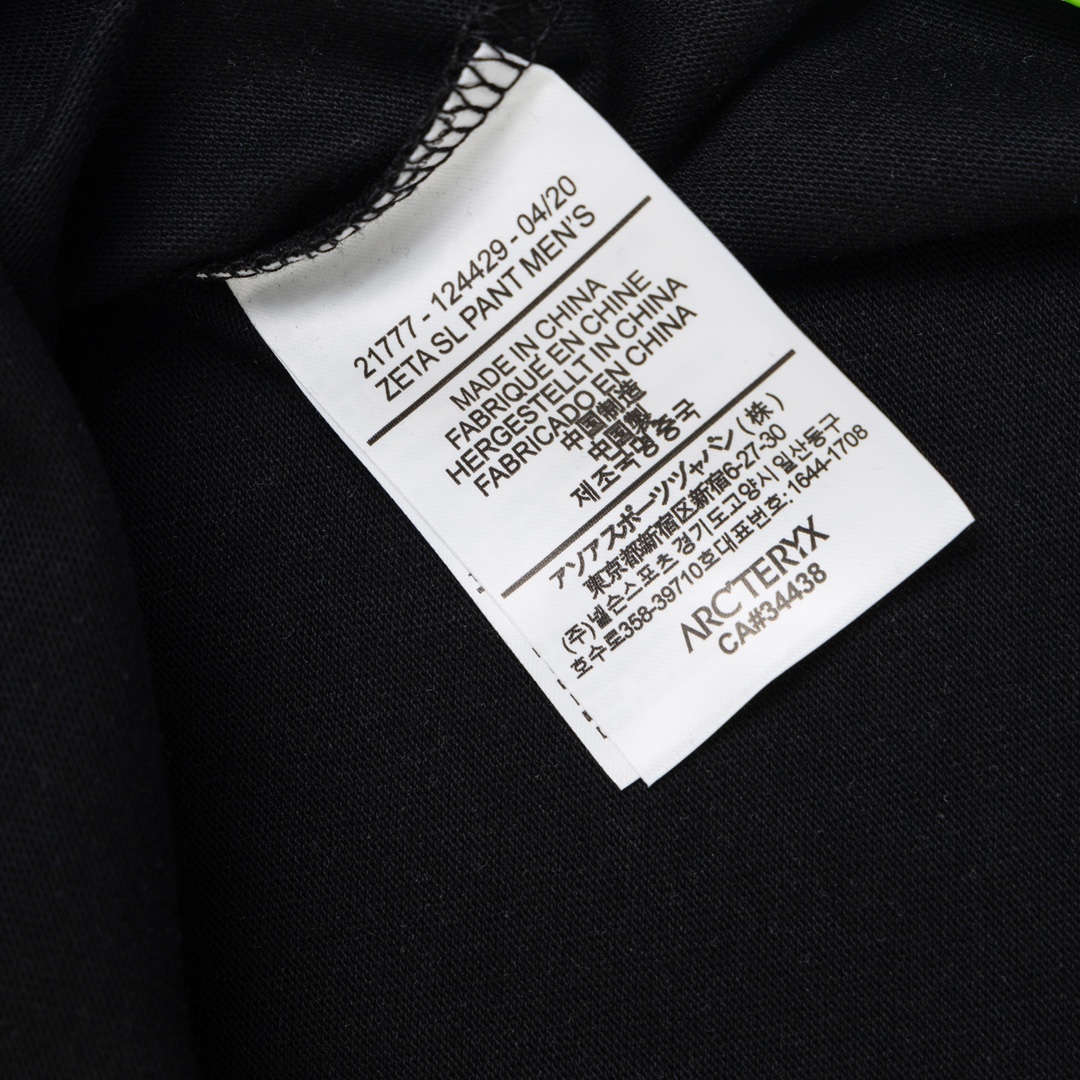 21777 - 124429 - 04/20
ZETA SL PANT MEN'S
MADE IN CHINA
FABRIQUE EN CHINE
HERGESTELLT IN CHINA
FABRICADO EN CHINA
中国制造
中国製
제조국명 중국
アソアスポーツヅャパン(株)
東京都新宿区新宿6-27-30
(주)넬슨스포츠 경기도고양시 일산동구
호수로358-39710호대표번호:1644-1708
ARC'TERYX
CA#34438